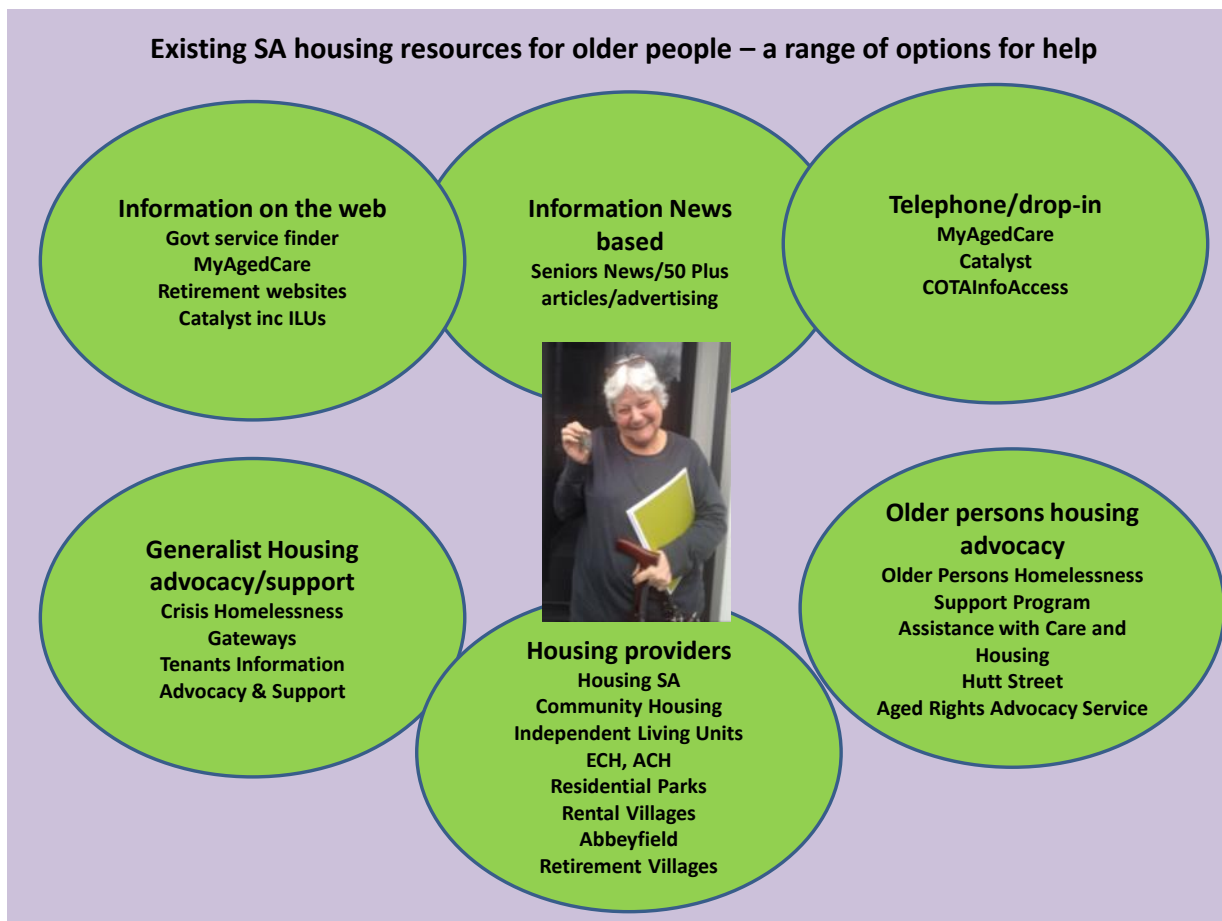 Existing SA housing resources for older people – a range of options for help
Information on the web
Govt service finder
MyAgedCare
Retirement websites
Catalyst inc ILUs
Information News
based
Seniors News/50 Plus
articles/advertising
Telephone/drop-in
MyAgedCare
Catalyst
COTAInfoAccess
Generalist Housing
advocacy/support
Crisis Homelessness
Gateways
Tenants Information
Advocacy & Support
Housing providers
Housing SA
Community Housing
Independent Living Units
ECH, ACH
Residential Parks
Rental Villages
Abbeyfield
Retirement Villages
Older persons housing
advocacy
Older Persons Homelessness
Support Program
Assistance with Care and
Housing
Hutt Street
Aged Rights Advocacy Service